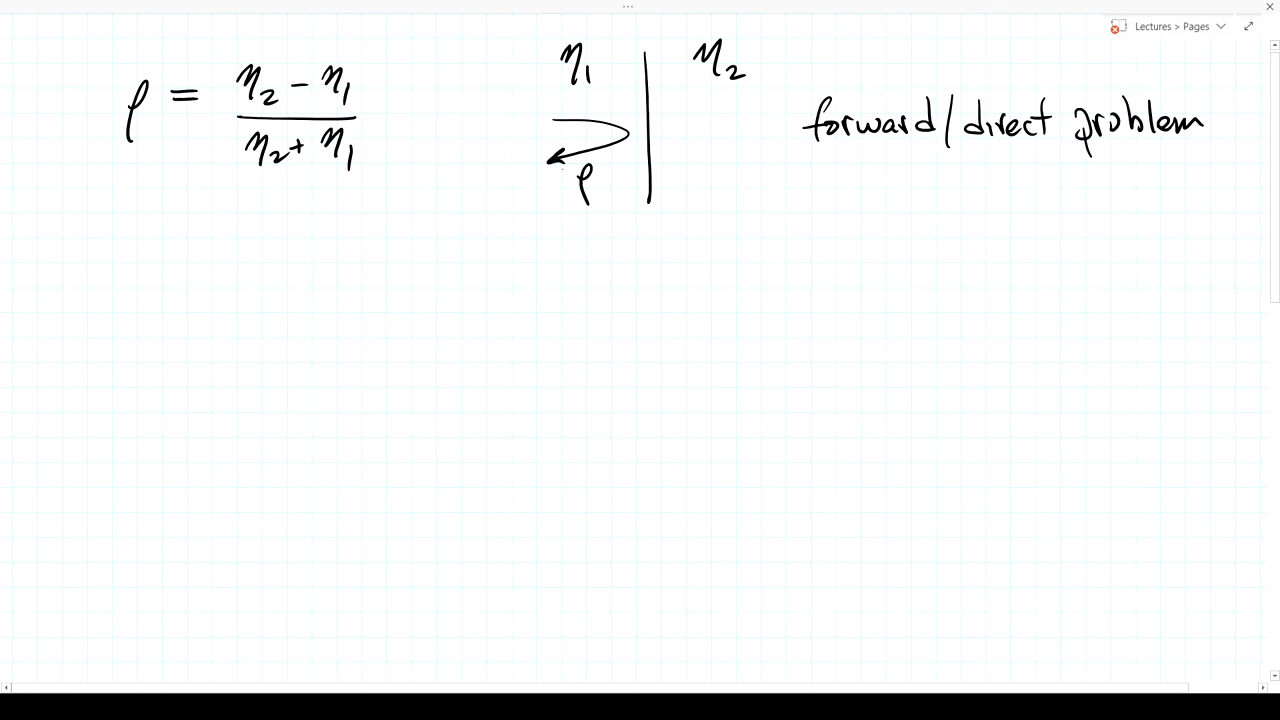 Lectures > Pages
ρ = (η₂ − η₁) / (η₂ + η₁)
η₁ | η₂
ρ
forward/direct problem